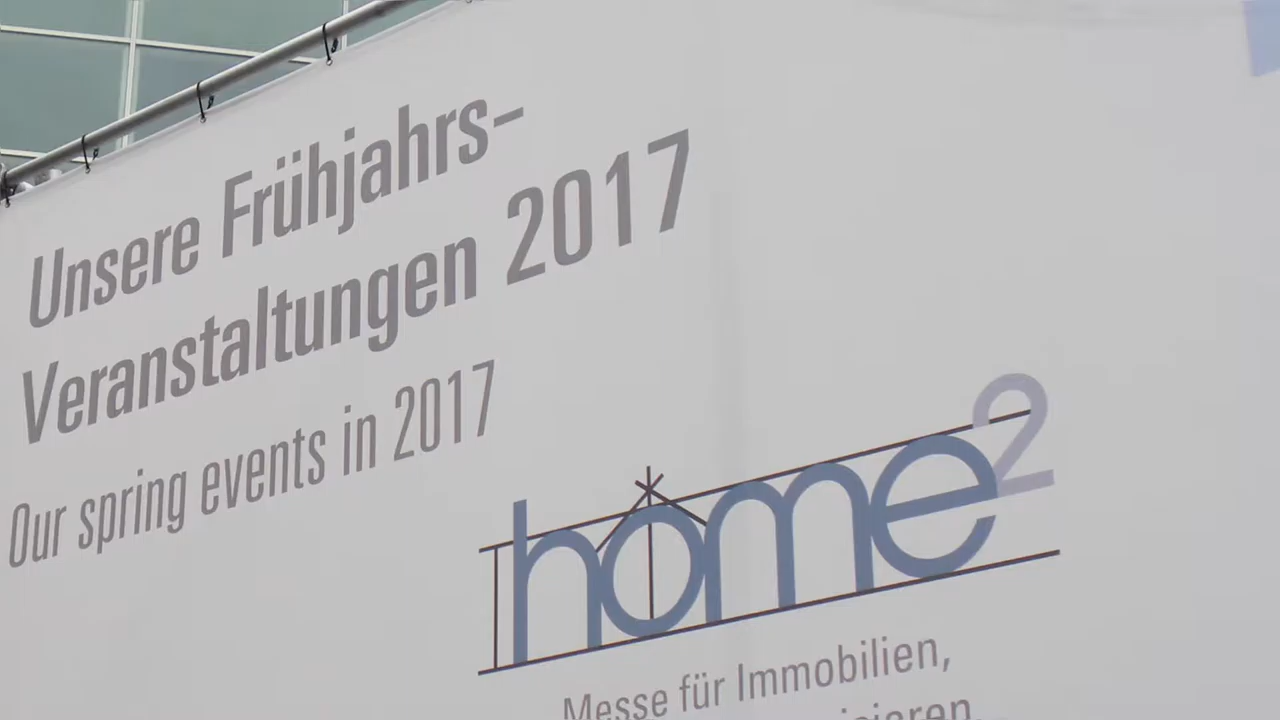 Unsere Frühjahrs-
Veranstaltungen 2017
Our spring events in 2017
home2
Messe für Immobilien,